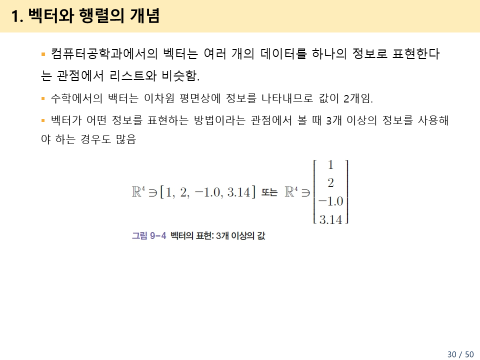 1. 벡터와 행렬의 개념
▪ 컴퓨터공학과에서의 벡터는 여러 개의 데이터를 하나의 정보로 표현한다
는 관점에서 리스트와 비슷함.
▪ 수학에서의 백터는 이차원 평면상에 정보를 나타내므로 값이 2개임.
▪ 벡터가 어떤 정보를 표현하는 방법이라는 관점에서 볼 때 3개 이상의 정보를 사용해
야 하는 경우도 많음
ℝ⁴ ∋ [1, 2, −1.0, 3.14] 또는 ℝ⁴ ∋
1
2
−1.0
3.14
그림 9-4 벡터의 표현: 3개 이상의 값
30 / 50